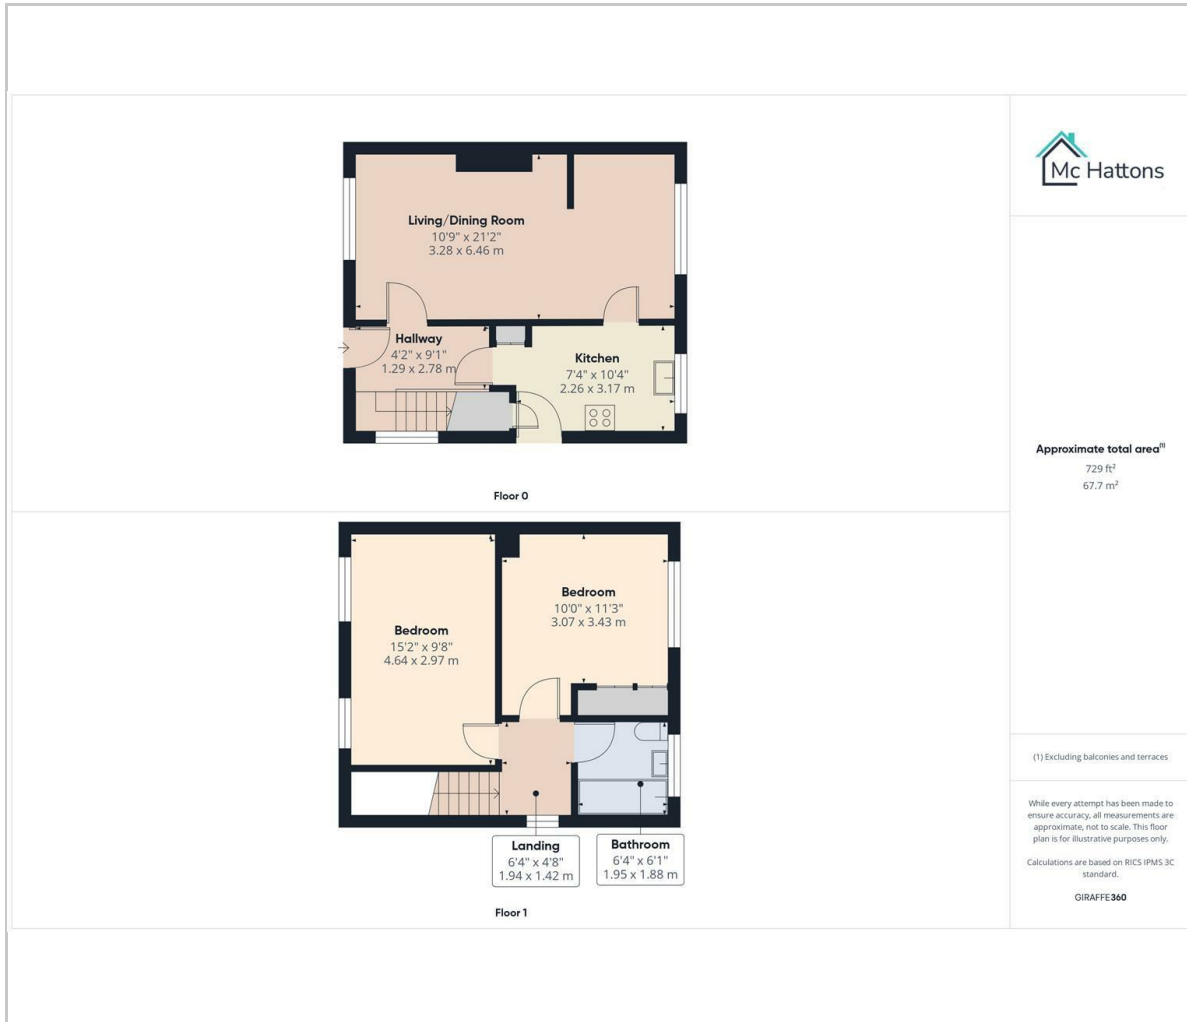 Living/Dining Room
10'9" x 21'2"
3.28 x 6.46 m
Hallway
4'2" x 9'1"
1.29 x 2.78 m
Kitchen
7'4" x 10'4"
2.26 x 3.17 m
Floor 0
Bedroom
15'2" x 9'8"
4.64 x 2.97 m
Bedroom
10'0" x 11'3"
3.07 x 3.43 m
Landing
6'4" x 4'8"
1.94 x 1.42 m
Bathroom
6'4" x 6'1"
1.95 x 1.88 m
Floor 1
Mc Hattons
Approximate total area⁽¹⁾
729 ft²
67.7 m²
(1) Excluding balconies and terraces
While every attempt has been made to
ensure accuracy, all measurements are
approximate, not to scale. This floor
plan is for illustrative purposes only.
Calculations are based on RICS IPMS 3C
standard.
GIRAFFE360